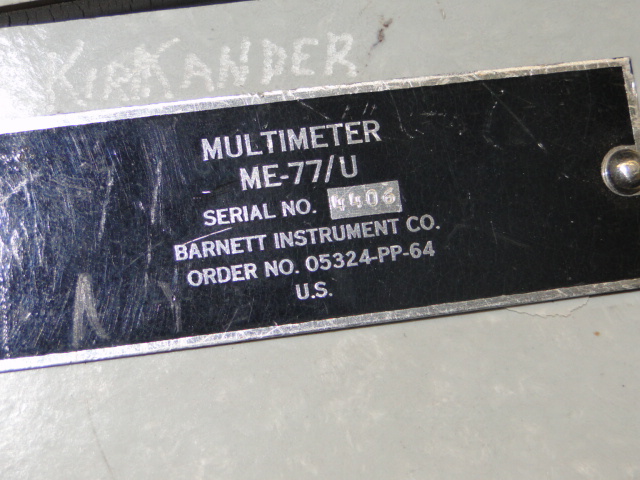 KIRKANDER
MULTIMETER
ME-77/U
SERIAL NO. 4406
BARNETT INSTRUMENT CO.
ORDER NO. 05324-PP-64
U.S.